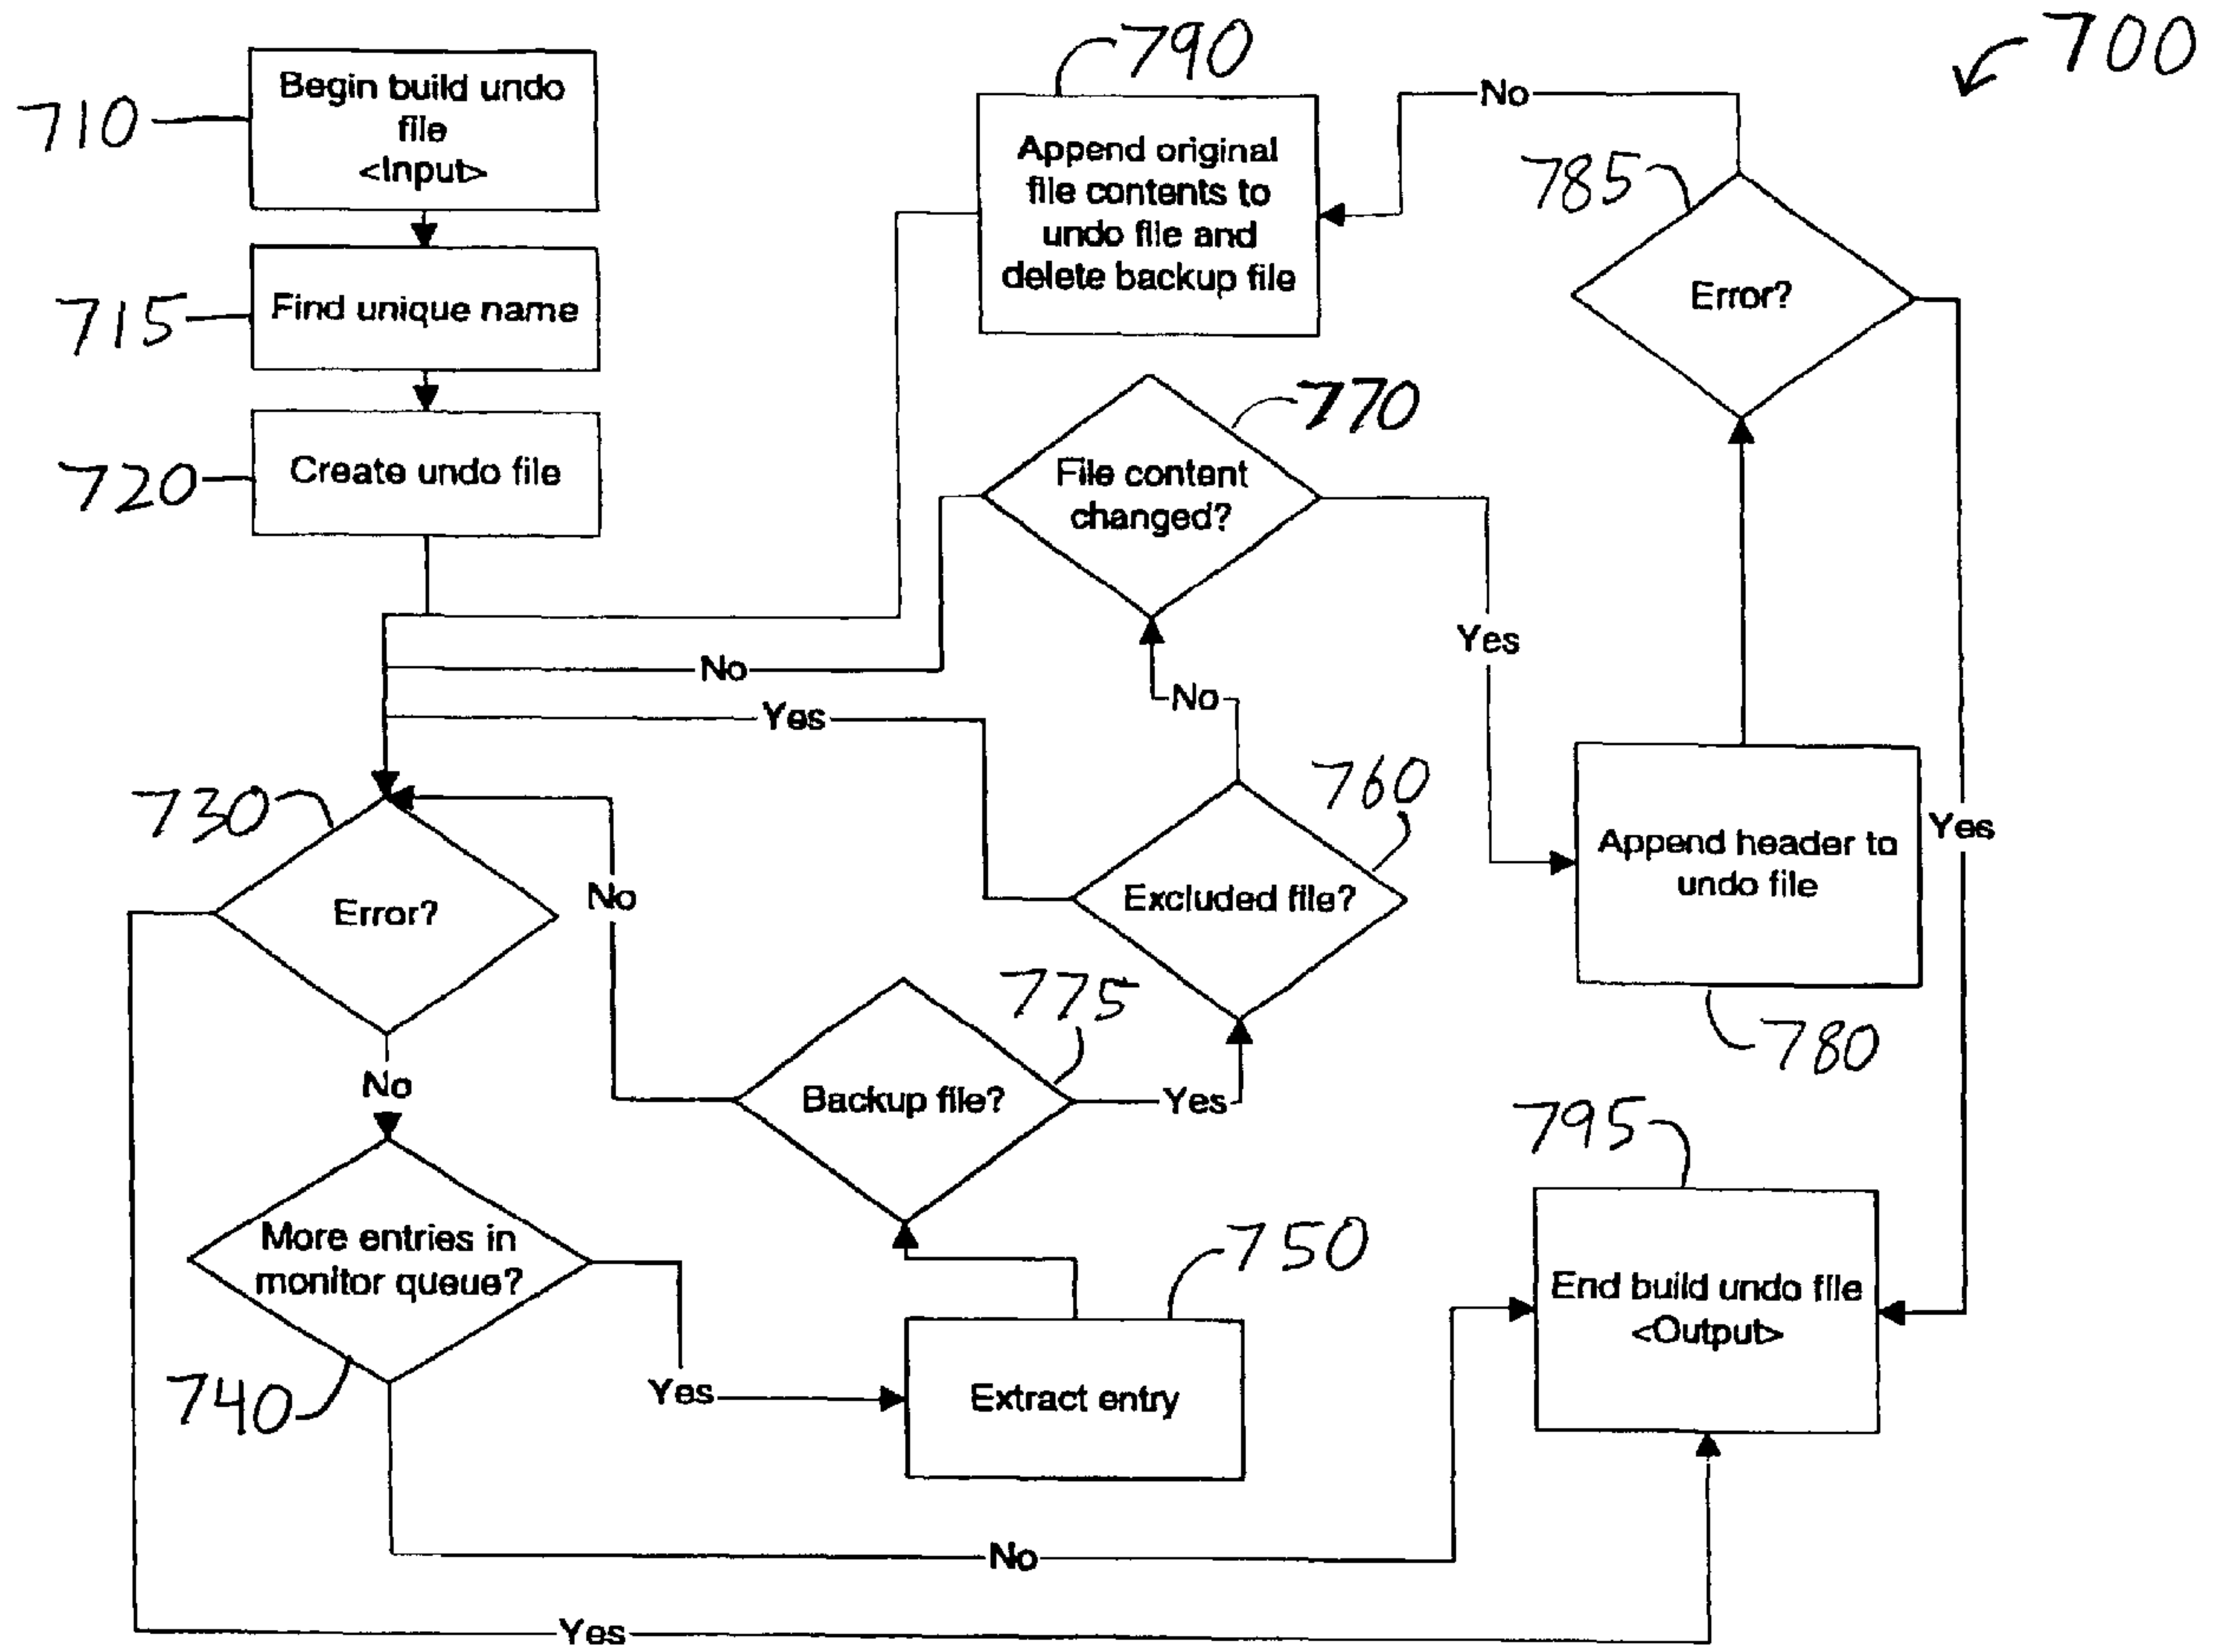 700
790
710
Begin build undo
file
<Input>
No
Append original
file contents to
undo file and
delete backup file
785
Error?
715
Find unique name
770
720
Create undo file
File content
changed?
Yes
No
No
Yes
760
730
Append header to
undo file
Yes
Error?
No
Excluded file?
775
780
No
Backup file?
Yes
795
More entries in
monitor queue?
750
End build undo file
<Output>
740
Yes
Extract entry
No
Yes